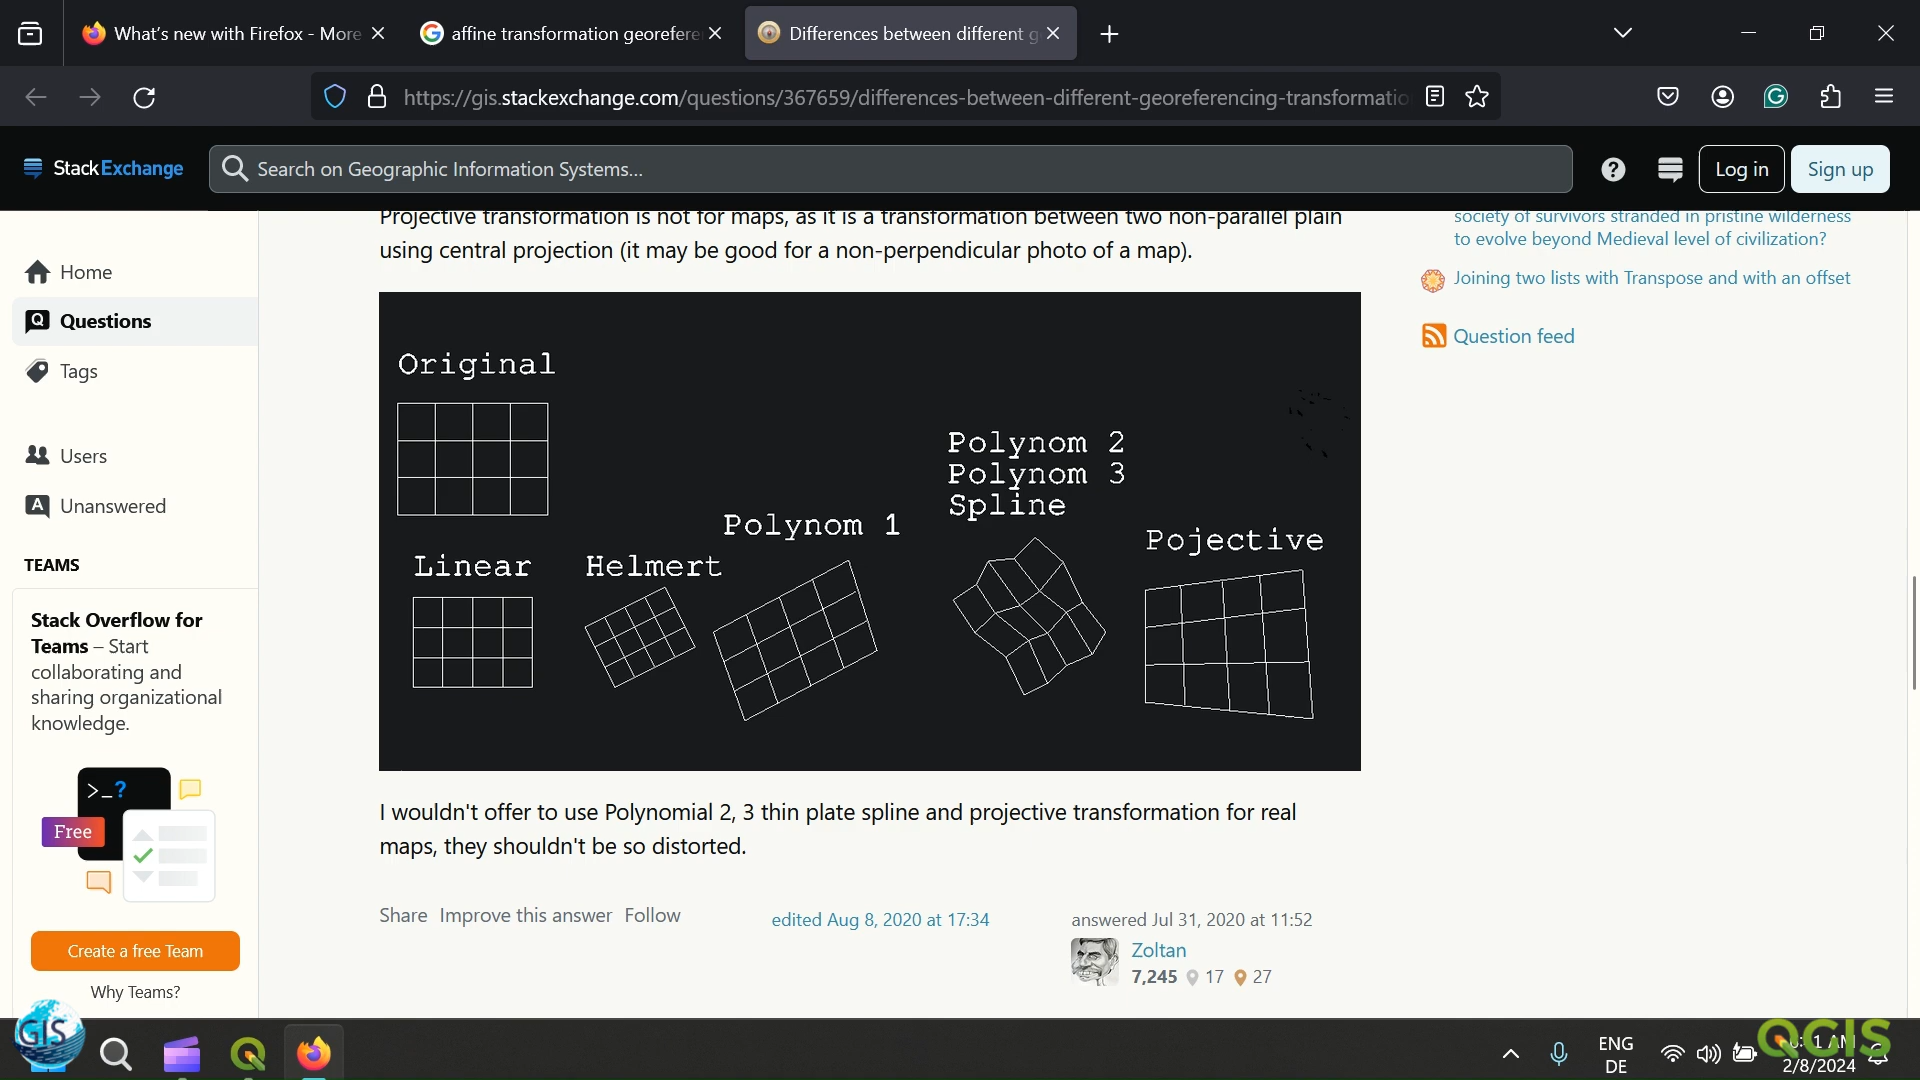 What's new with Firefox - More
affine transformation georefere
Differences between different g
https://gis.stackexchange.com/questions/367659/differences-between-different-georeferencing-transformatio
StackExchange
Search on Geographic Information Systems...
Log in
Sign up
Home
Questions
Tags
Users
Unanswered
TEAMS
Stack Overflow for
Teams – Start
collaborating and
sharing organizational
knowledge.
>_?
Free
Create a free Team
Why Teams?
Projective transformation is not for maps, as it is a transformation between two non-parallel plain
using central projection (it may be good for a non-perpendicular photo of a map).
Original
Polynom 2
Polynom 3
Spline
Polynom 1
Pojective
Linear
Helmert
I wouldn't offer to use Polynomial 2, 3 thin plate spline and projective transformation for real
maps, they shouldn't be so distorted.
Share Improve this answer Follow
edited Aug 8, 2020 at 17:34
answered Jul 31, 2020 at 11:52
Zoltan
7,245 17 27
society of survivors stranded in pristine wilderness
to evolve beyond Medieval level of civilization?
Joining two lists with Transpose and with an offset
Question feed
GIS
ENG
DE
QGIS
2/8/2024